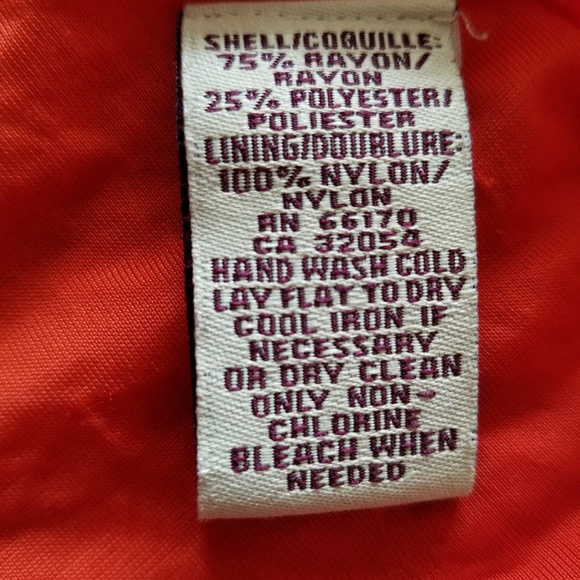 SHELL/COQUILLE:
75% RAYON/
RAYON
25% POLYESTER/
POLIESTER
LINING/DOUBLURE:
100% NYLON/
NYLON
RN 66170
CA 32054
HAND WASH COLD
LAY FLAT TO DRY
COOL IRON IF
NECESSARY
OR DRY CLEAN
ONLY NON-
CHLORINE
BLEACH WHEN
NEEDED